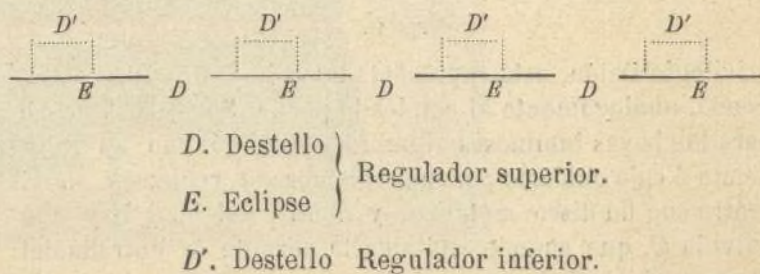 D' D' D' D'
E D E D E D E
D. Destello
Regulador superior.
E. Eclipse
D'. Destello Regulador inferior.